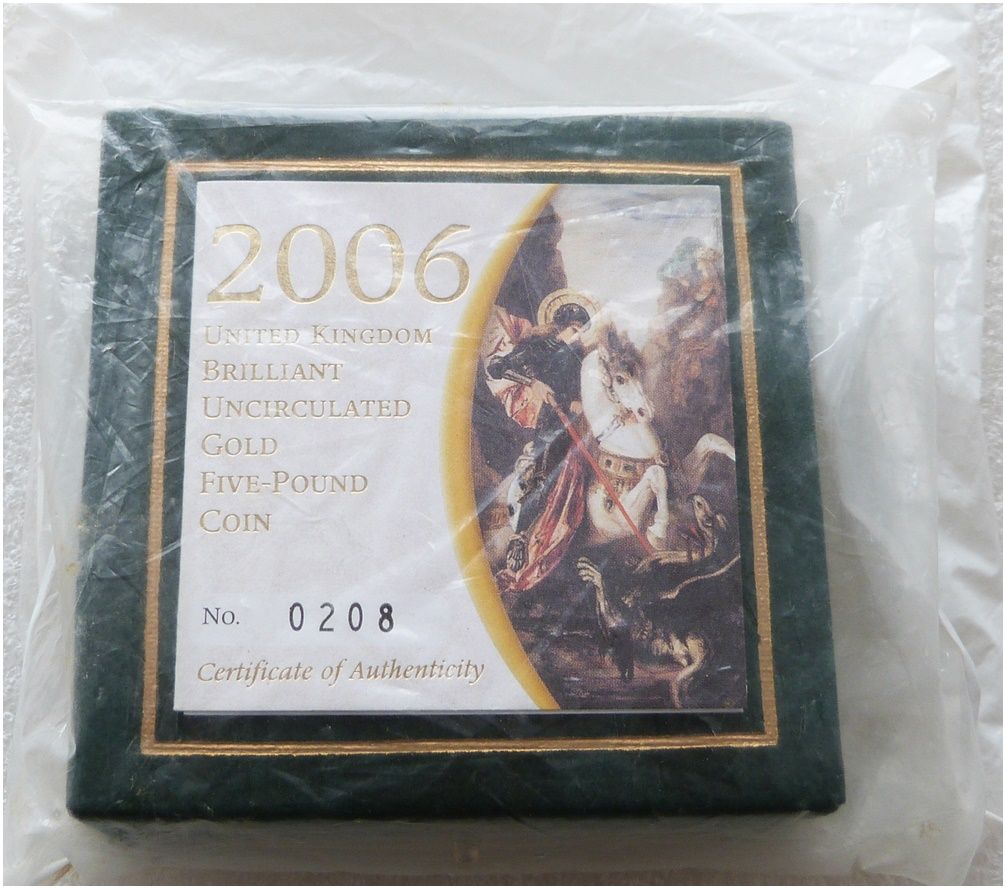 2006
United Kingdom
Brilliant
Uncirculated
Gold
Five-Pound
Coin
No. 0208
Certificate of Authenticity